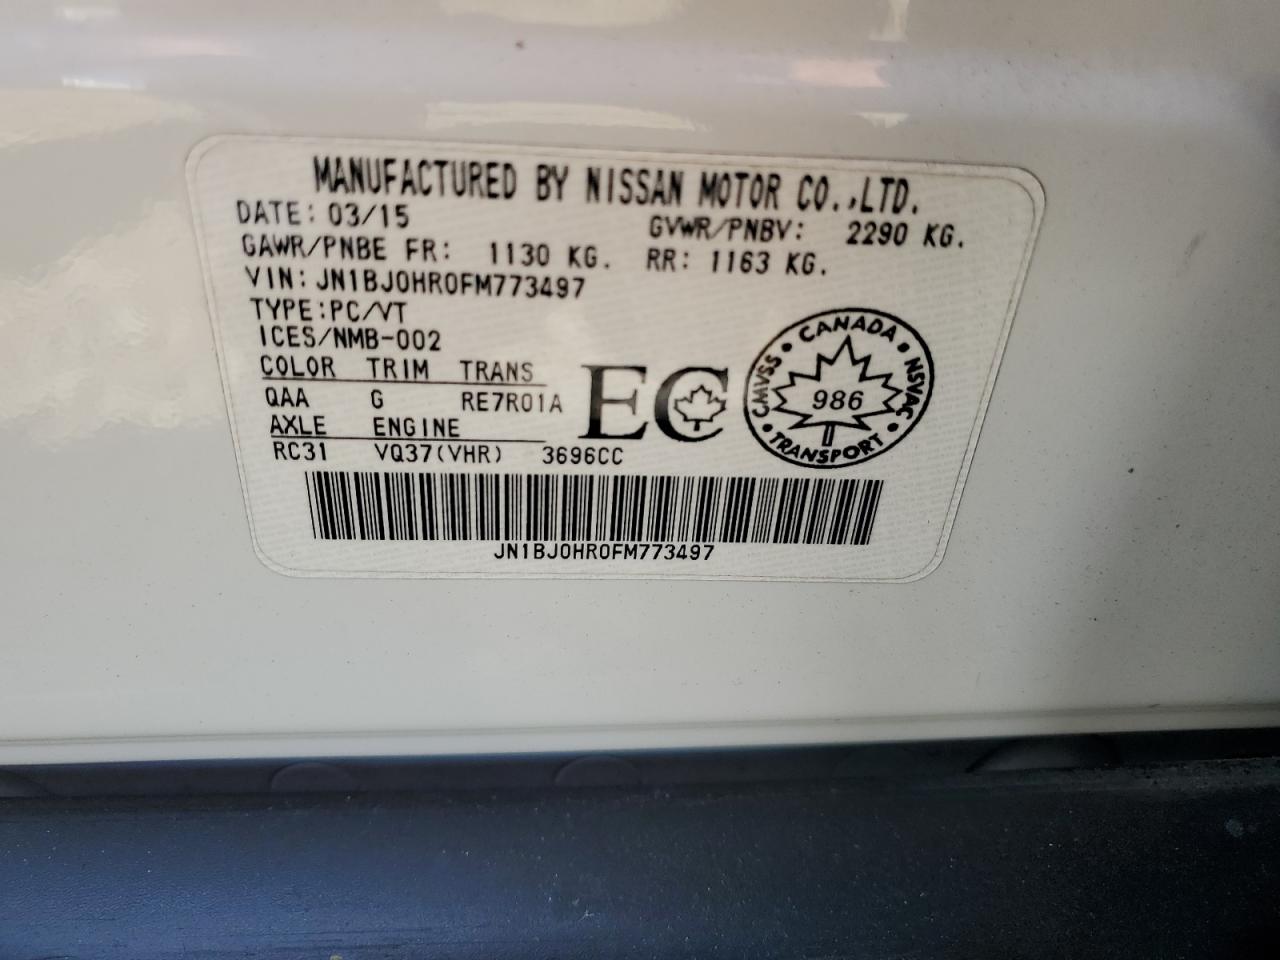 MANUFACTURED BY NISSAN MOTOR CO.,LTD.
DATE: 03/15 GVWR/PNBV: 2290 KG.
GAWR/PNBE FR: 1130 KG. RR: 1163 KG.
VIN: JN1BJ0HR0FM773497
TYPE:PC/VT
ICES/NMB-002
COLOR TRIM TRANS
QAA G RE7R01A
AXLE ENGINE
RC31 VQ37(VHR) 3696CC
EC
CANADA
CMVSS • NSVAC
986
TRANSPORT
JN1BJ0HR0FM773497